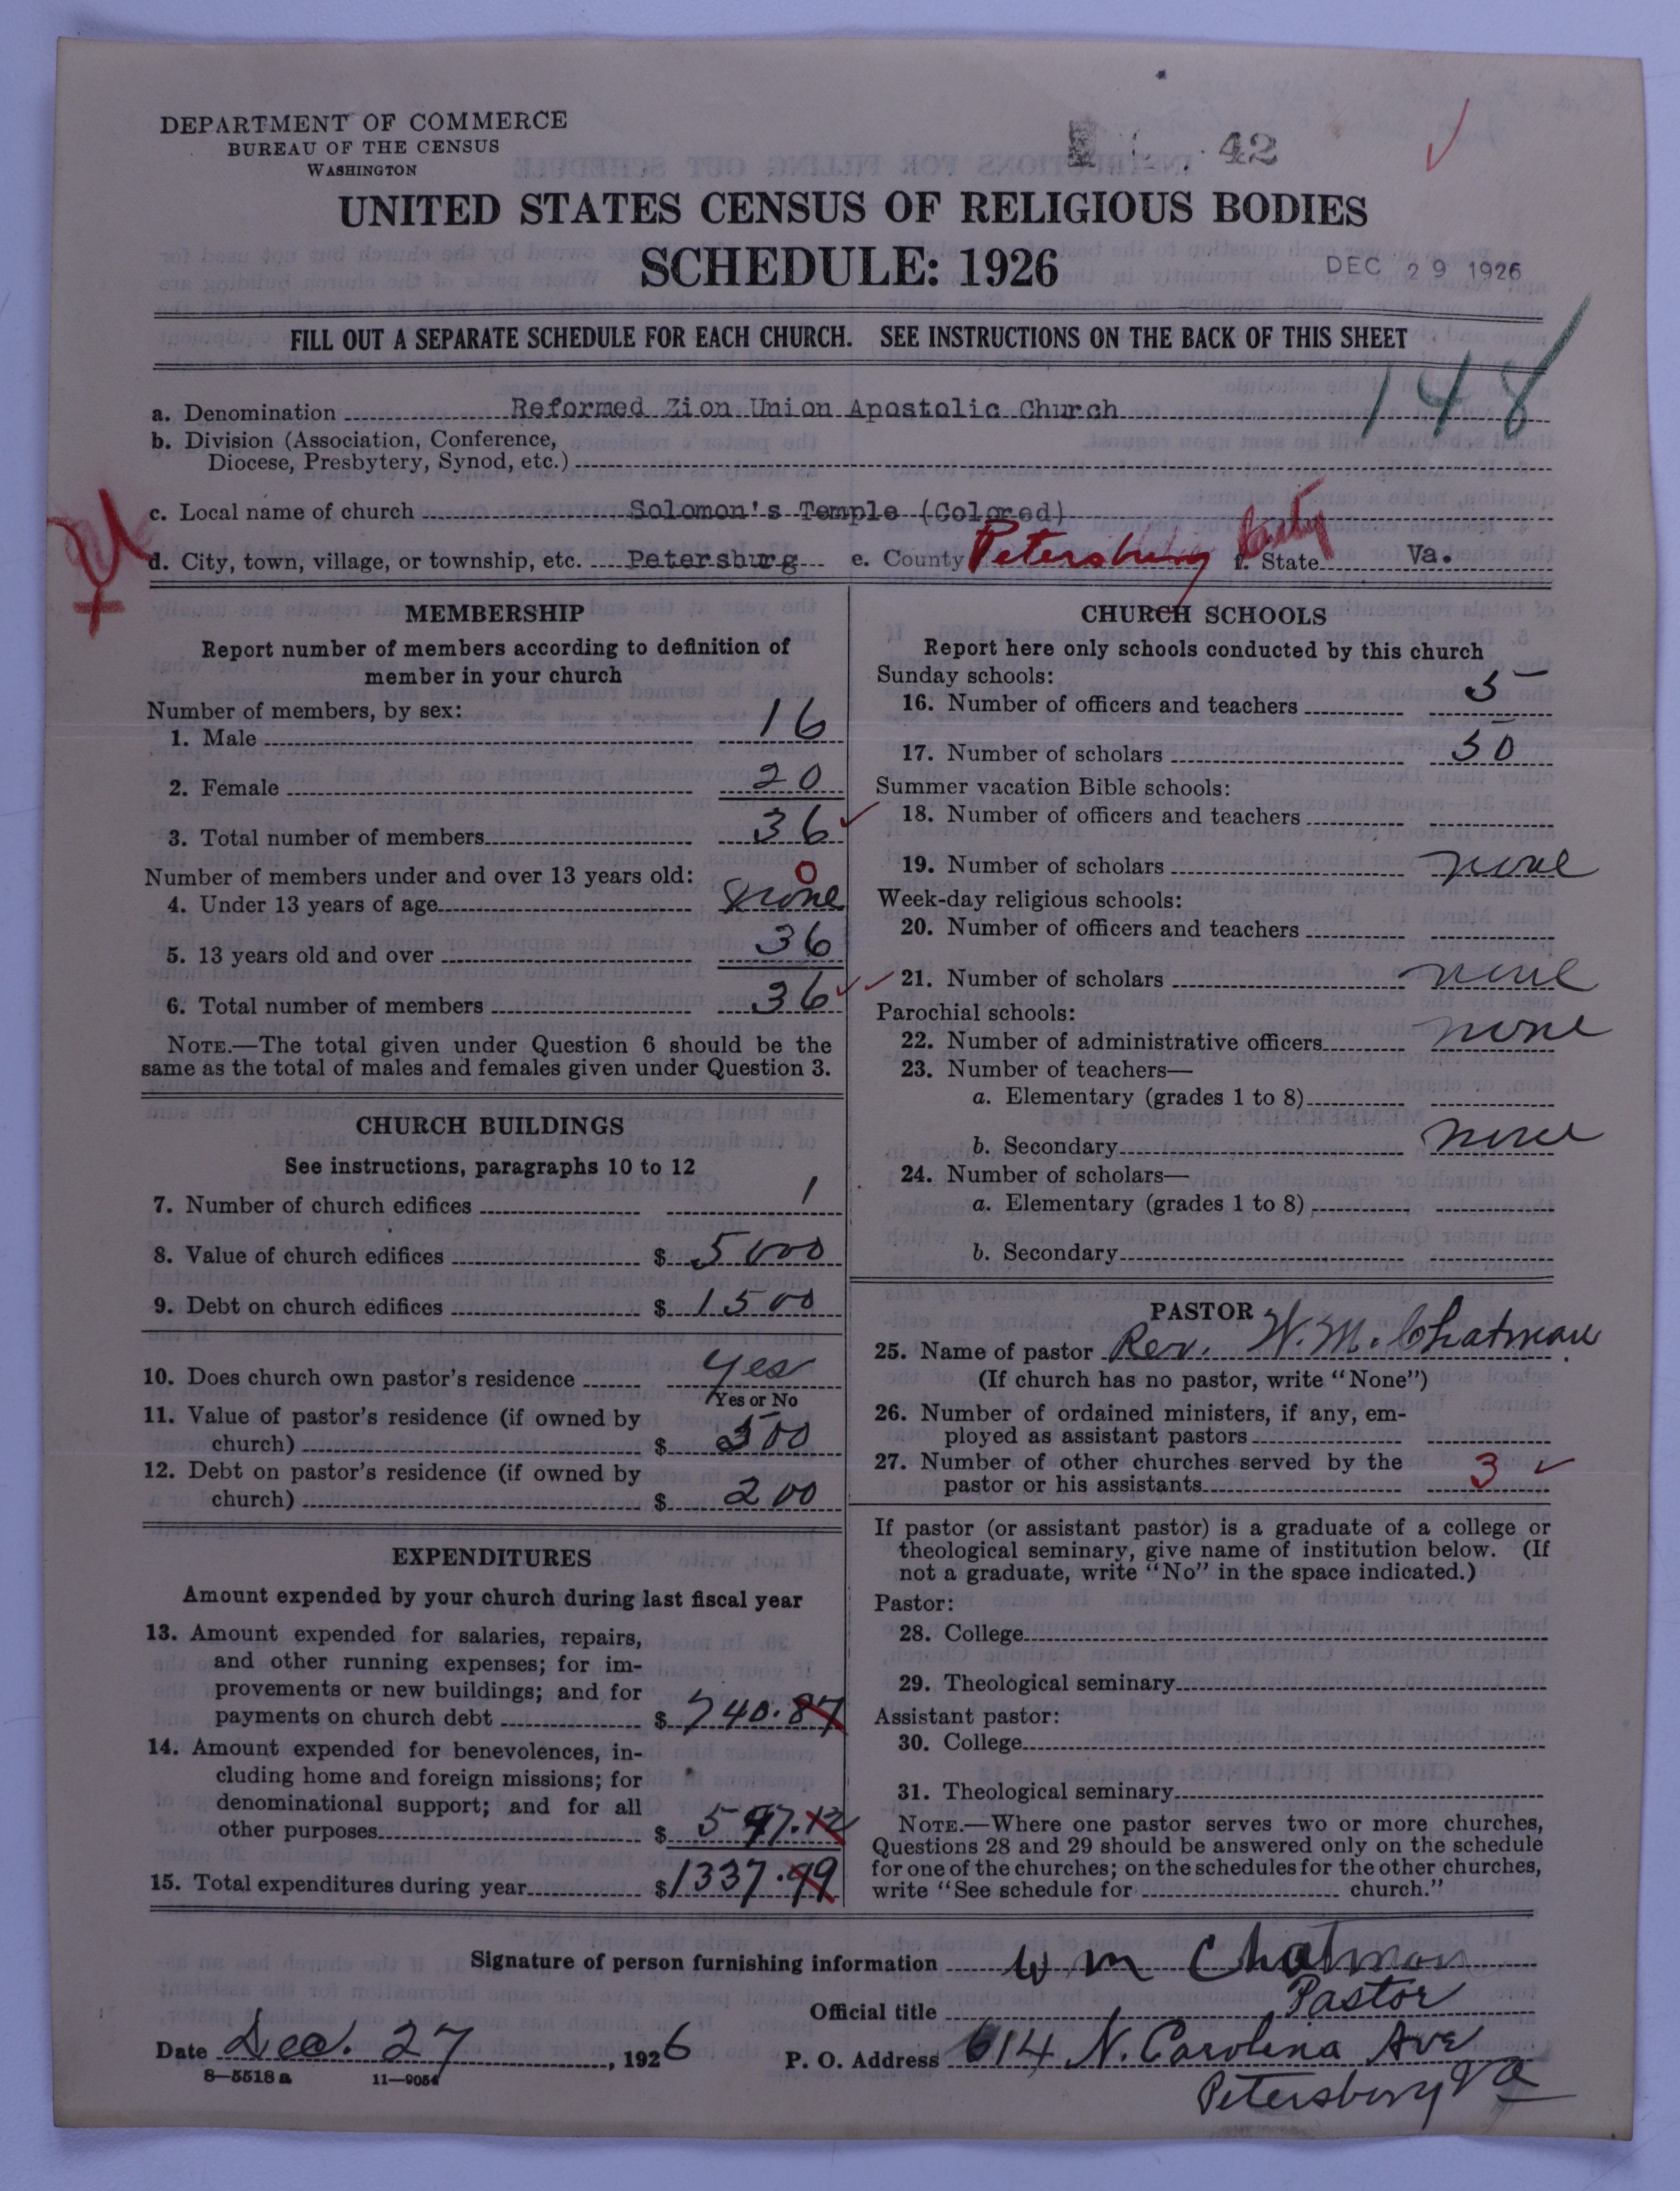 DEPARTMENT OF COMMERCE
BUREAU OF THE CENSUS
WASHINGTON
42
UNITED STATES CENSUS OF RELIGIOUS BODIES
SCHEDULE: 1926
DEC 29 1926
FILL OUT A SEPARATE SCHEDULE FOR EACH CHURCH. SEE INSTRUCTIONS ON THE BACK OF THIS SHEET
148
a. Denomination Reformed Zion Union Apostolic Church
b. Division (Association, Conference,
Diocese, Presbytery, Synod, etc.)
c. Local name of church Solomon's Temple (Colored)
d. City, town, village, or township, etc. Petersburg e. County Petersburg City f. State Va.
MEMBERSHIP
Report number of members according to definition of
member in your church
Number of members, by sex:
1. Male 16
2. Female 20
3. Total number of members 36
Number of members under and over 13 years old: 0
4. Under 13 years of age none
5. 13 years old and over 36
6. Total number of members 36
NOTE.—The total given under Question 6 should be the
same as the total of males and females given under Question 3.
CHURCH BUILDINGS
See instructions, paragraphs 10 to 12
7. Number of church edifices 1
8. Value of church edifices $ 5000
9. Debt on church edifices $ 1500
10. Does church own pastor's residence yes
Yes or No
11. Value of pastor's residence (if owned by
church) $ 500
12. Debt on pastor's residence (if owned by
church) $ 200
EXPENDITURES
Amount expended by your church during last fiscal year
13. Amount expended for salaries, repairs,
and other running expenses; for im-
provements or new buildings; and for
payments on church debt $ 740.87
14. Amount expended for benevolences, in-
cluding home and foreign missions; for
denominational support; and for all
other purposes $ 597.12
15. Total expenditures during year $ 1337.99
CHURCH SCHOOLS
Report here only schools conducted by this church
Sunday schools:
16. Number of officers and teachers 5
17. Number of scholars 50
Summer vacation Bible schools:
18. Number of officers and teachers
19. Number of scholars none
Week-day religious schools:
20. Number of officers and teachers
21. Number of scholars none
Parochial schools:
22. Number of administrative officers none
23. Number of teachers—
a. Elementary (grades 1 to 8)
b. Secondary none
24. Number of scholars—
a. Elementary (grades 1 to 8)
b. Secondary
PASTOR
25. Name of pastor Rev. W. M. Chatman
(If church has no pastor, write "None")
26. Number of ordained ministers, if any, em-
ployed as assistant pastors
27. Number of other churches served by the
pastor or his assistants 3
If pastor (or assistant pastor) is a graduate of a college or
theological seminary, give name of institution below. (If
not a graduate, write "No" in the space indicated.)
Pastor:
28. College
29. Theological seminary
Assistant pastor:
30. College
31. Theological seminary
NOTE.—Where one pastor serves two or more churches,
Questions 28 and 29 should be answered only on the schedule
for one of the churches; on the schedules for the other churches,
write "See schedule for church."
Signature of person furnishing information W M Chatman
Official title Pastor
Date Dec. 27, 1926 P. O. Address 614 N. Carolina Ave
Petersburg Va
8—5518a 11—9054